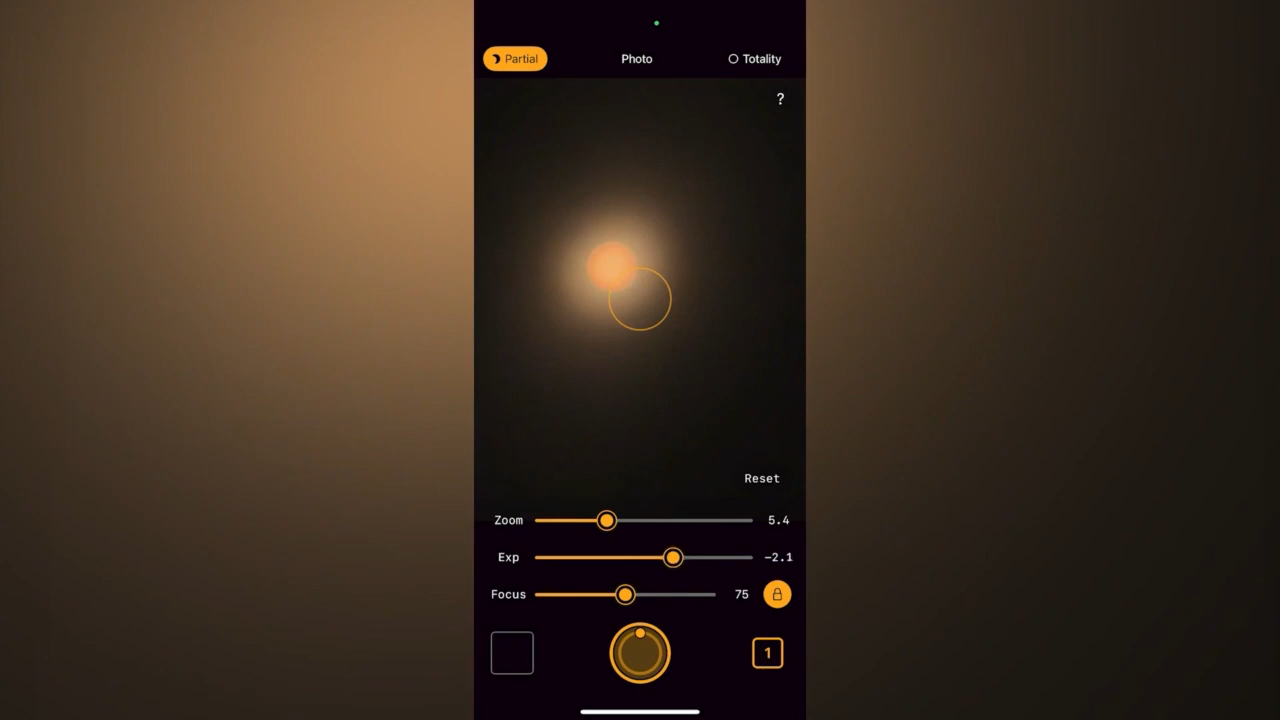 Partial
Photo
Totality
?
Reset
Zoom
5.4
Exp
−2.1
Focus
75
1